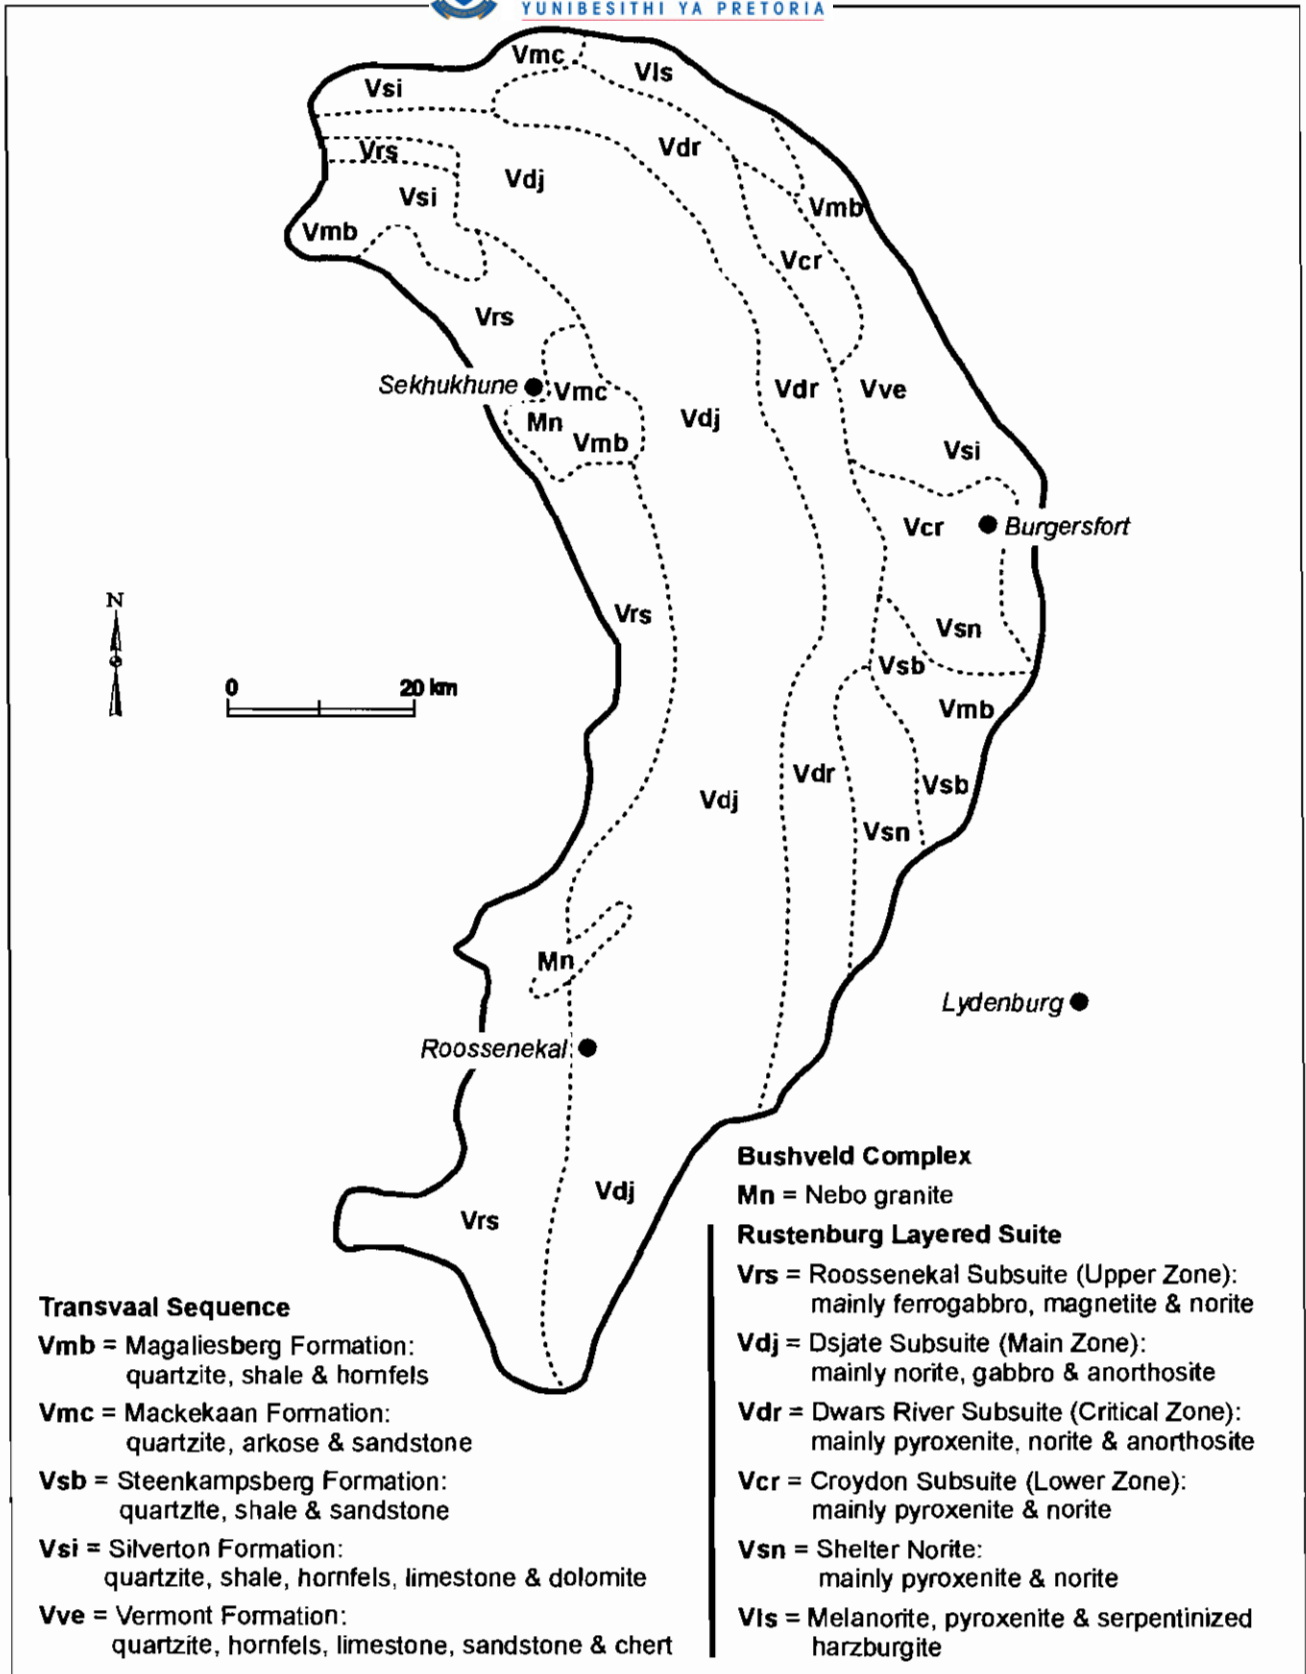 YUNIBESITHI YA PRETORIA
Vmc
Vls
Vsi
Vdr
Vrs
Vdj
Vsi
Vmb
Vmb
Vcr
Vrs
Sekhukhune
Vmc
Vdr
Vve
Mn
Vdj
Vmb
Vsi
Vcr
Burgersfort
N
Vrs
Vsn
Vsb
0 20 km
Vmb
Vdr
Vsb
Vdj
Vsn
Mn
Lydenburg
Roossenekal
Vdj
Vrs
Bushveld Complex
Mn = Nebo granite
Rustenburg Layered Suite
Vrs = Roossenekal Subsuite (Upper Zone):
mainly ferrogabbro, magnetite & norite
Vdj = Dsjate Subsuite (Main Zone):
mainly norite, gabbro & anorthosite
Vdr = Dwars River Subsuite (Critical Zone):
mainly pyroxenite, norite & anorthosite
Vcr = Croydon Subsuite (Lower Zone):
mainly pyroxenite & norite
Vsn = Shelter Norite:
mainly pyroxenite & norite
Vls = Melanorite, pyroxenite & serpentinized
harzburgite
Transvaal Sequence
Vmb = Magaliesberg Formation:
quartzite, shale & hornfels
Vmc = Mackekaan Formation:
quartzite, arkose & sandstone
Vsb = Steenkampsberg Formation:
quartzite, shale & sandstone
Vsi = Silverton Formation:
quartzite, shale, hornfels, limestone & dolomite
Vve = Vermont Formation:
quartzite, hornfels, limestone, sandstone & chert